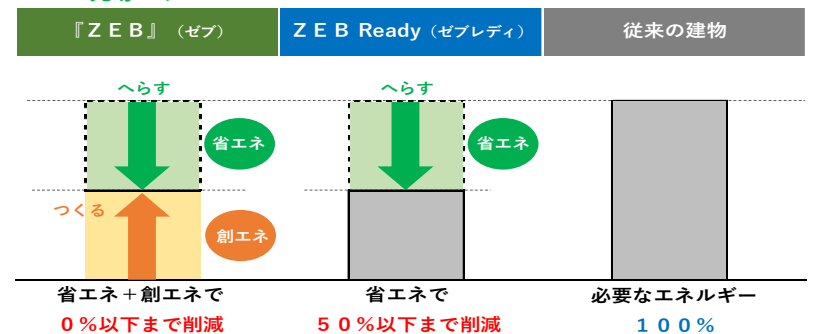 『ＺＥＢ』（ゼブ）
ＺＥＢ Ready（ゼブレディ）
従来の建物
へらす
省エネ
つくる
創エネ
へらす
省エネ
省エネ＋創エネで
０％以下まで削減
省エネで
５０％以下まで削減
必要なエネルギー
１００％